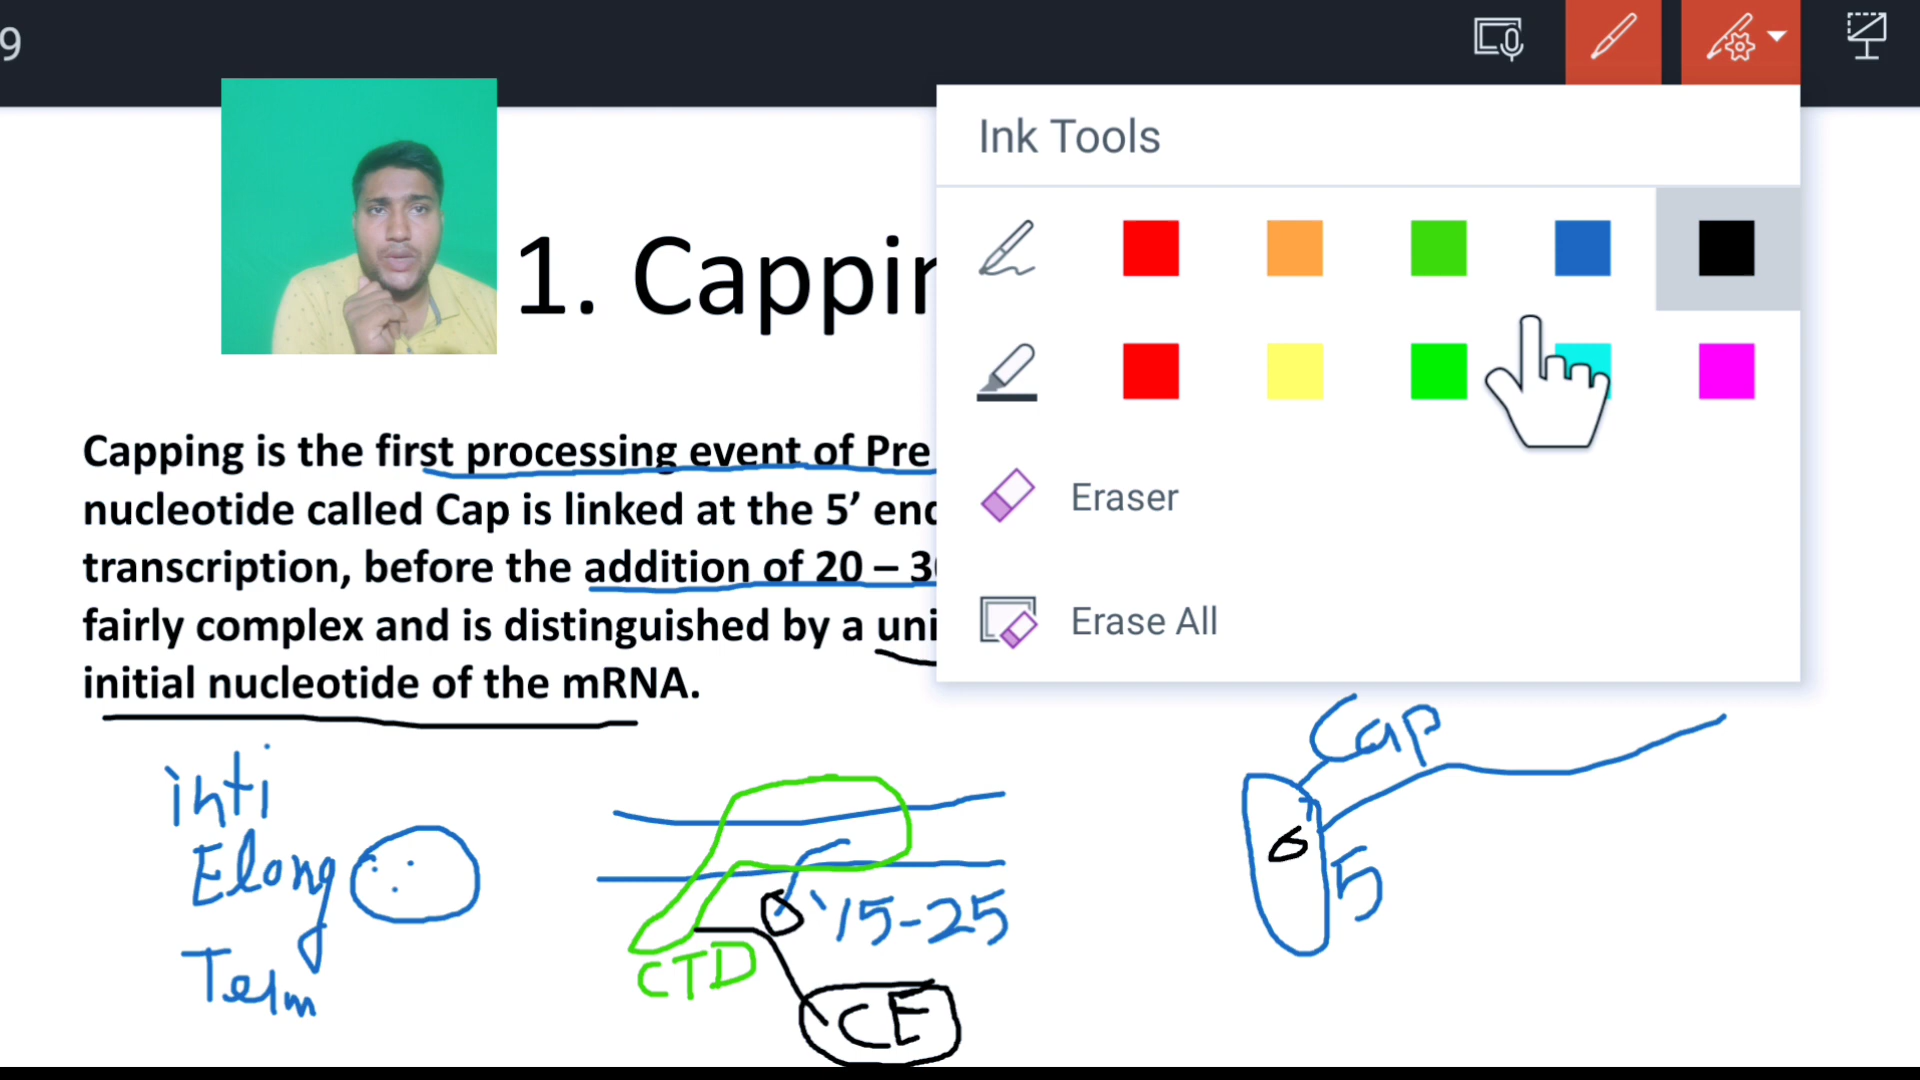 9
Ink Tools
1. Cappin
Eraser
Erase All
Capping is the first processing event of Pre
nucleotide called Cap is linked at the 5’ end
transcription, before the addition of 20 – 3
fairly complex and is distinguished by a uni
initial nucleotide of the mRNA.
Cap
inti
Elong
5
15-25
CTD
Term
CE